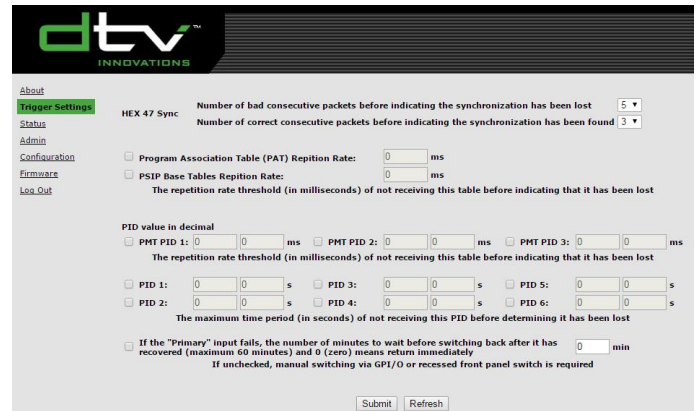 dtv™
INNOVATIONS
About
Trigger Settings
Status
Admin
Configuration
Firmware
Log Out
HEX 47 Sync
Number of bad consecutive packets before indicating the synchronization has been lost 5
Number of correct consecutive packets before indicating the synchronization has been found 3
Program Association Table (PAT) Repition Rate: 0 ms
PSIP Base Tables Repition Rate: 0 ms
The repetition rate threshold (in milliseconds) of not receiving this table before indicating that it has been lost
PID value in decimal
PMT PID 1: 0 0 ms PMT PID 2: 0 0 ms PMT PID 3: 0 0 ms
The repetition rate threshold (in milliseconds) of not receiving this table before indicating that it has been lost
PID 1: 0 0 s PID 3: 0 0 s PID 5: 0 0 s
PID 2: 0 0 s PID 4: 0 0 s PID 6: 0 0 s
The maximum time period (in seconds) of not receiving this PID before determining it has been lost
If the "Primary" input fails, the number of minutes to wait before switching back after it has
recovered (maximum 60 minutes) and 0 (zero) means return immediately 0 min
If unchecked, manual switching via GPI/O or recessed front panel switch is required
Submit Refresh